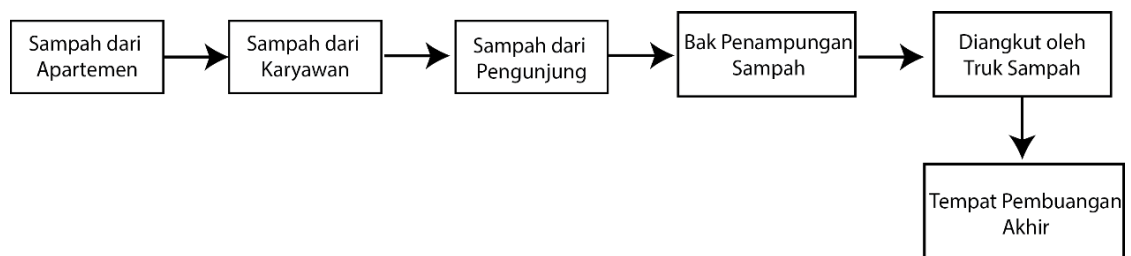 Sampah dari
Apartemen
Sampah dari
Karyawan
Sampah dari
Pengunjung
Bak Penampungan
Sampah
Diangkut oleh
Truk Sampah
Tempat Pembuangan
Akhir